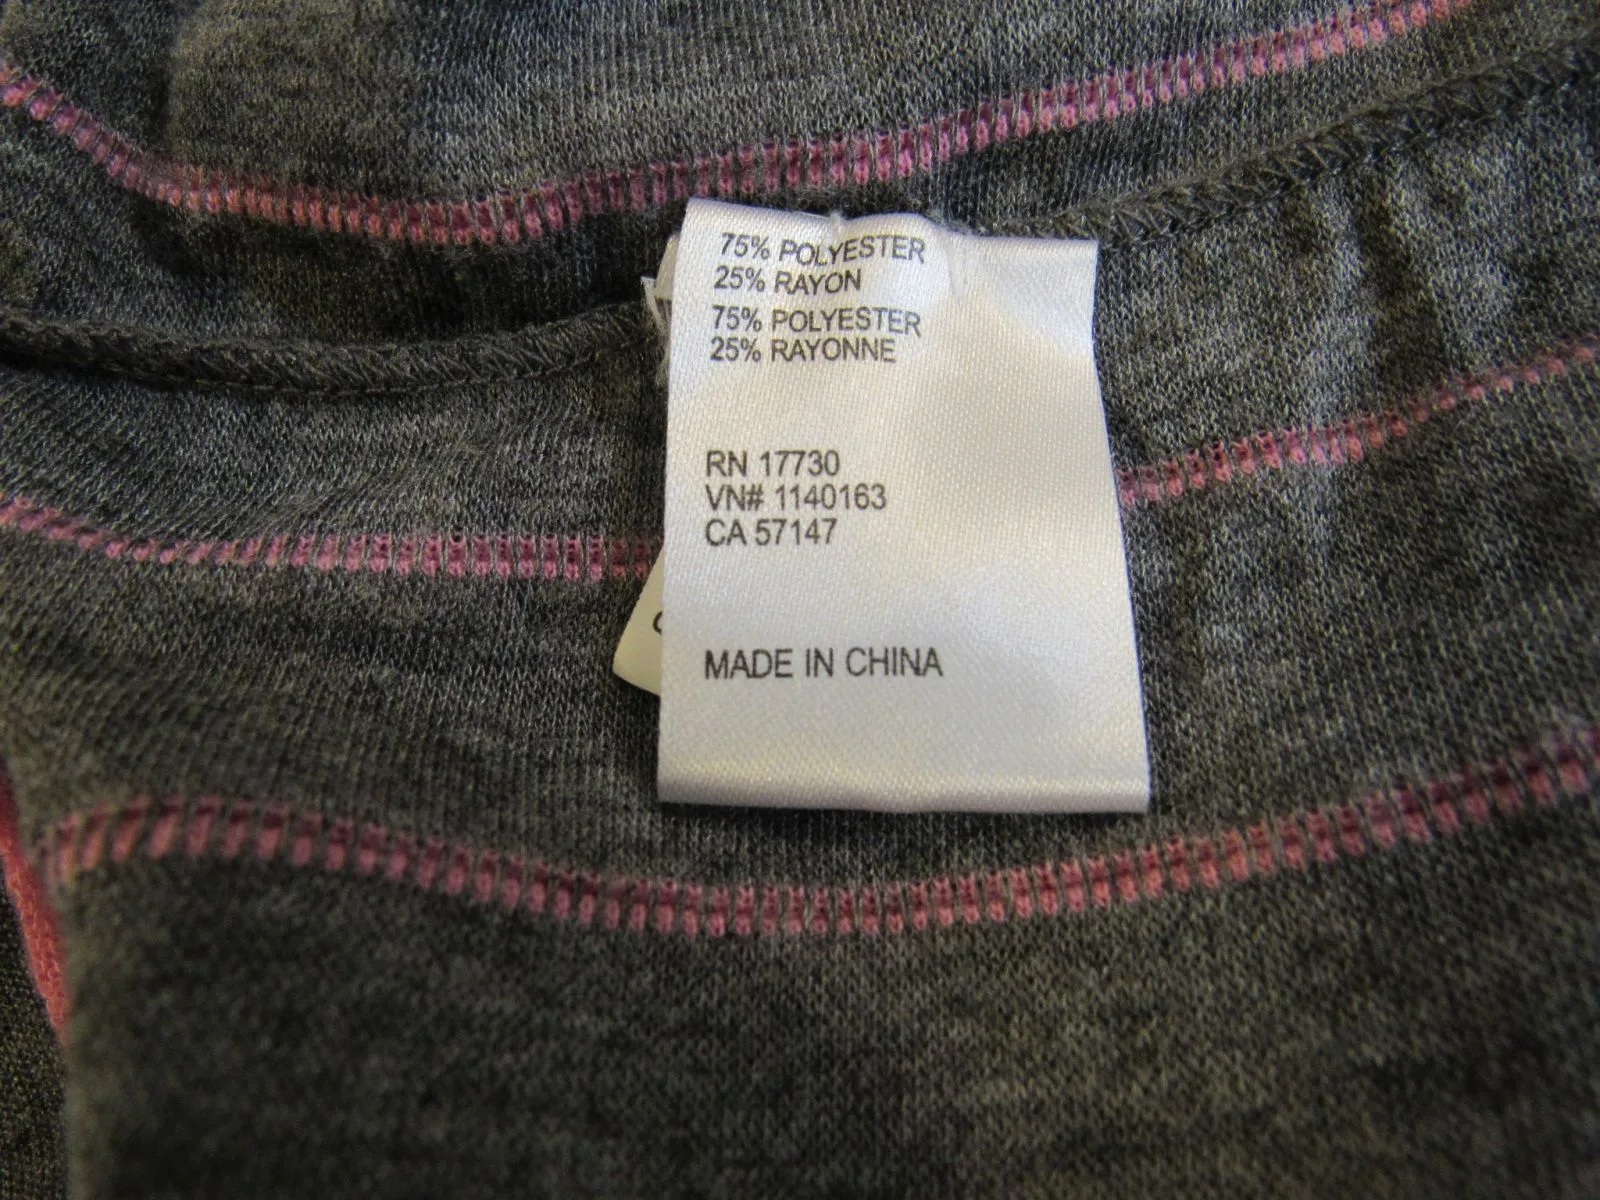 75% POLYESTER
25% RAYON
75% POLYESTER
25% RAYONNE
RN 17730
VN# 1140163
CA 57147
MADE IN CHINA